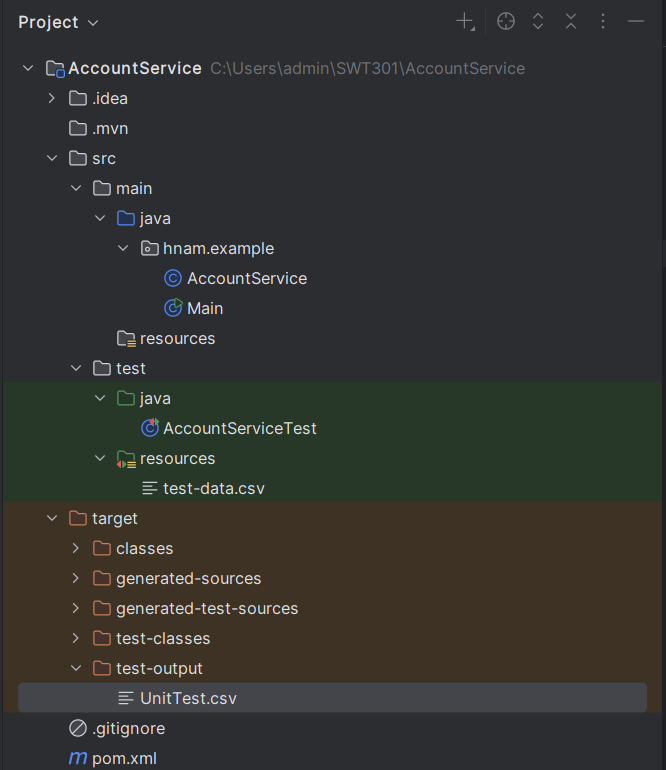 Project
AccountService C:\Users\admin\SWT301\AccountService
.idea
.mvn
src
main
java
hnam.example
AccountService
Main
resources
test
java
AccountServiceTest
resources
test-data.csv
target
classes
generated-sources
generated-test-sources
test-classes
test-output
UnitTest.csv
.gitignore
pom.xml